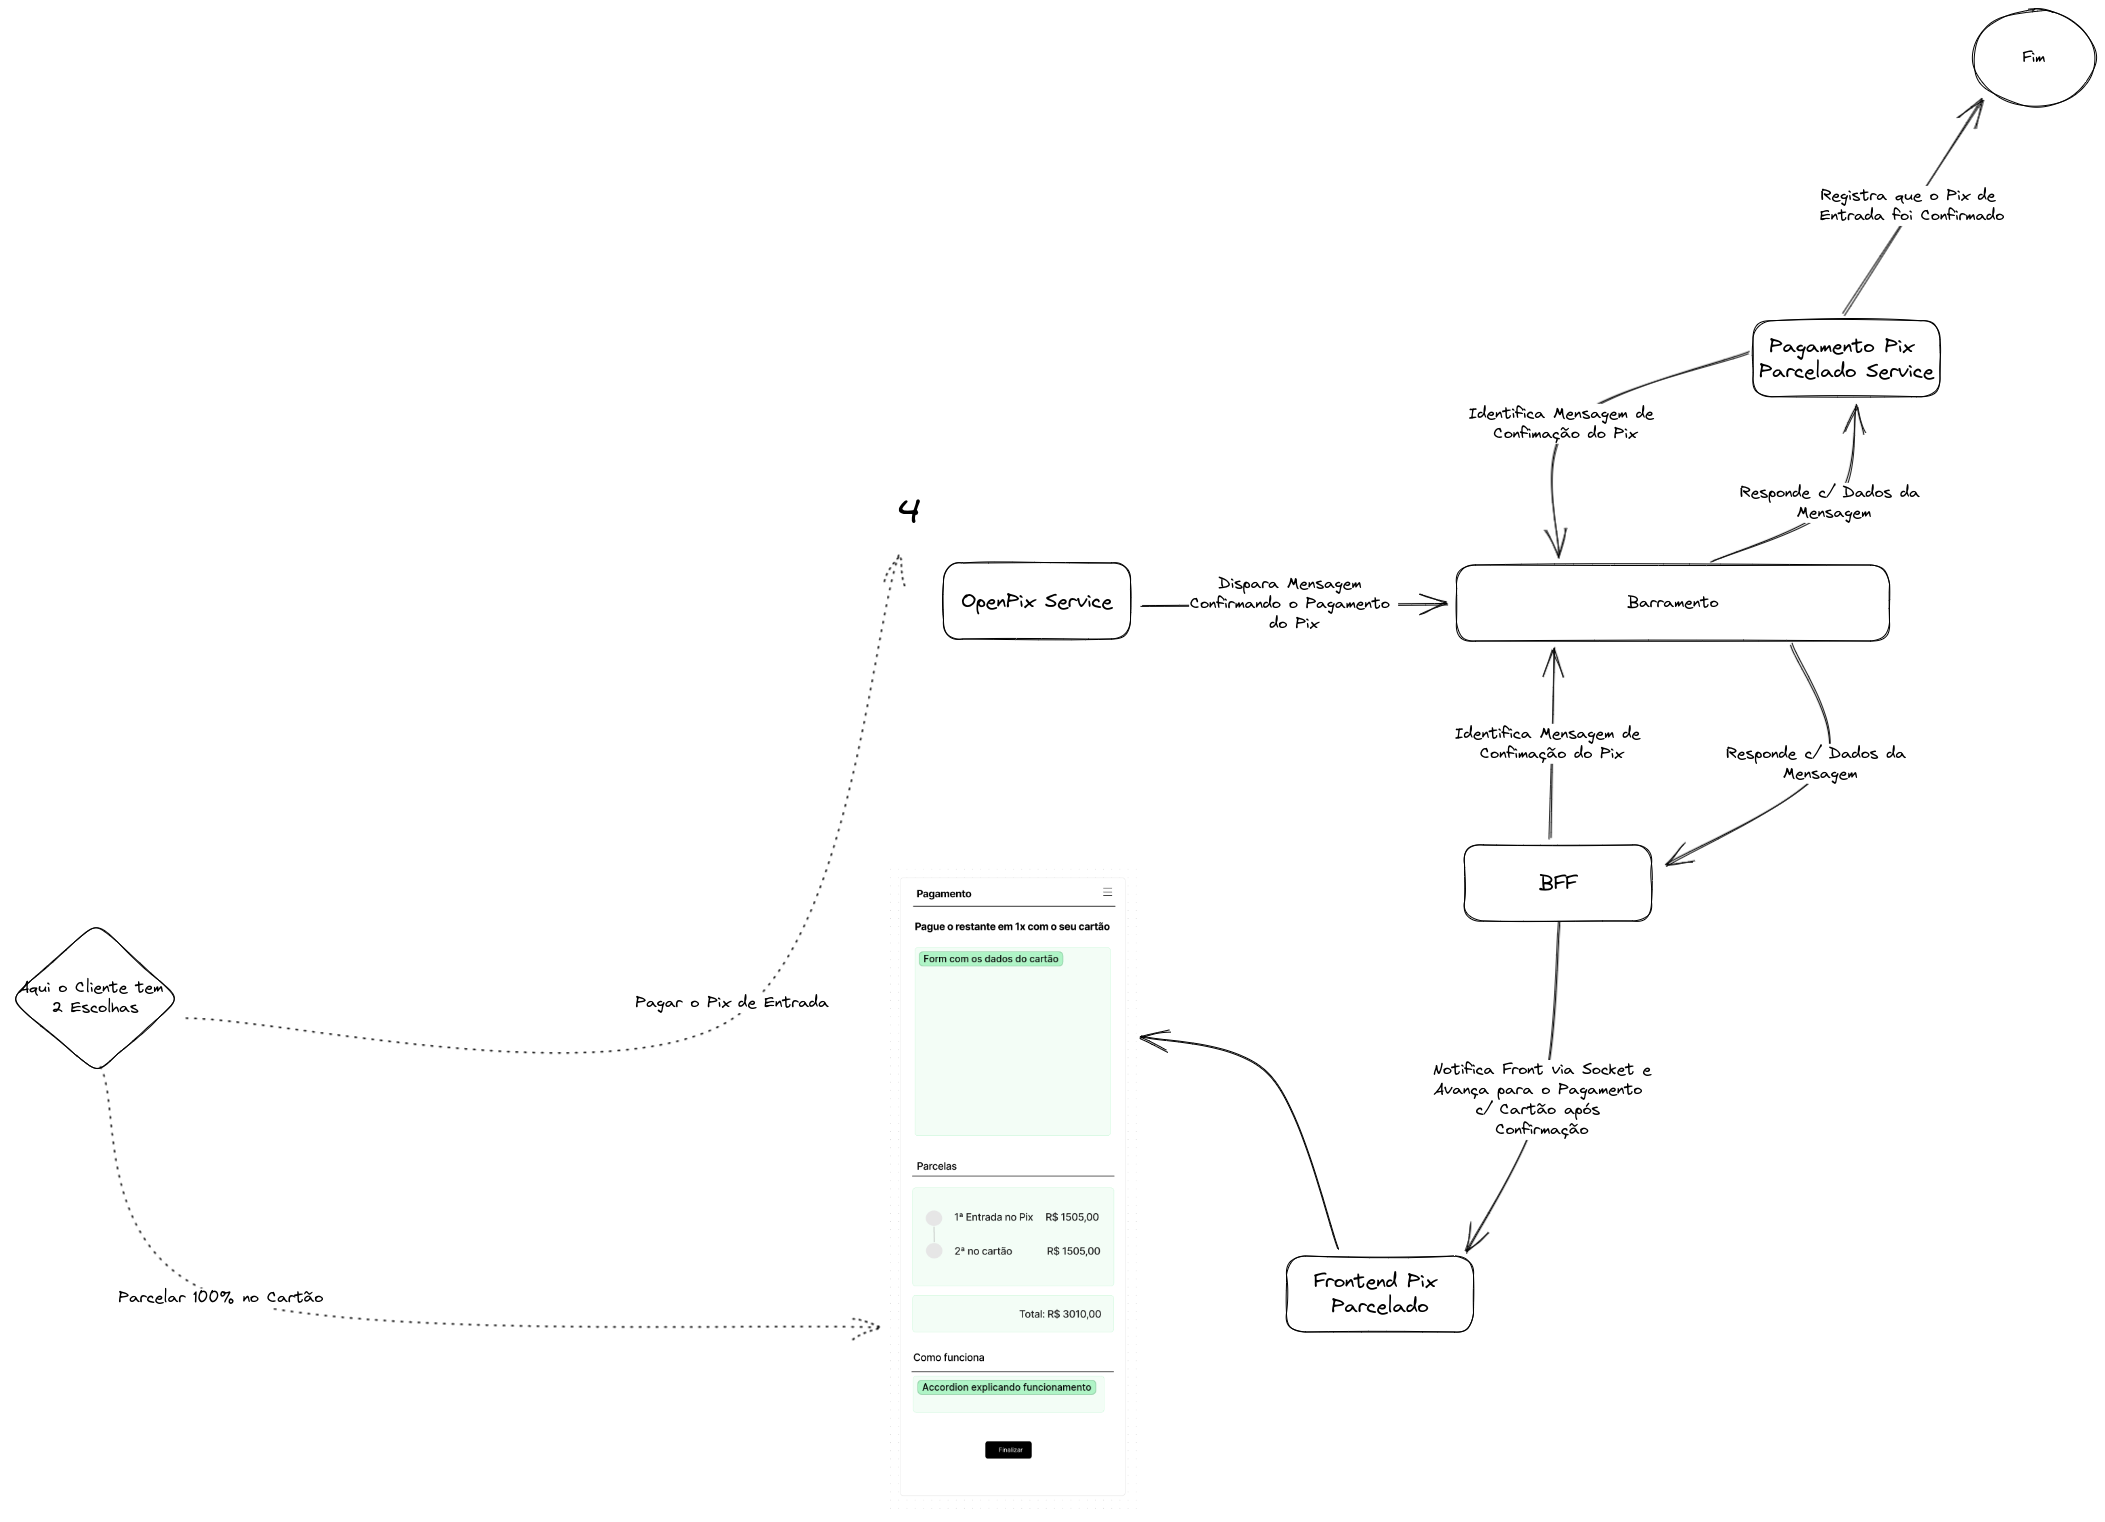 Fim
Registra que o Pix de
Entrada foi Confirmado
Pagamento Pix
Parcelado Service
Identifica Mensagem de
Confimação do Pix
Responde c/ Dados da
Mensagem
4
OpenPix Service
Dispara Mensagem
Confirmando o Pagamento
do Pix
Barramento
Identifica Mensagem de
Confimação do Pix
Responde c/ Dados da
Mensagem
BFF
Aqui o Cliente tem
2 Escolhas
Pagar o Pix de Entrada
Parcelar 100% no Cartão
Pagamento
Pague o restante em 1x com o seu cartão
Form com os dados do cartão
Parcelas
1ª Entrada no Pix R$ 1505,00
2ª no cartão R$ 1505,00
Total: R$ 3010,00
Como funciona
Accordion explicando funcionamento
Finalizar
Notifica Front via Socket e
Avança para o Pagamento
c/ Cartão após
Confirmação
Frontend Pix
Parcelado